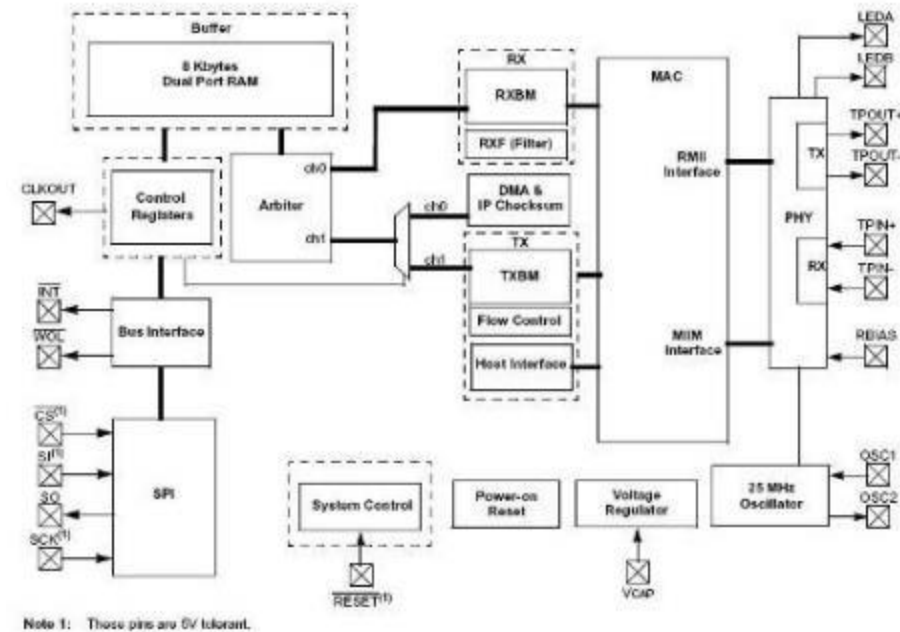 Buffer
8 Kbytes
Dual Port RAM
CLKOUT
Control
Registers
Arbiter
ch0
ch1
RX
RXBM
RXF (Filter)
ch0
ch1
DMA &
IP Checksum
TX
TXBM
Flow Control
Host Interface
MAC
RMII
Interface
MIIM
Interface
PHY
TX
RX
LEDA
LEDB
TPOUT+
TPOUT-
TPIN+
TPIN-
RBIAS
INT
WOL
Bus Interface
CS(1)
SI(1)
SO
SCK(1)
SPI
System Control
RESET(1)
Power-on
Reset
Voltage
Regulator
VCAP
25 MHz
Oscillator
OSC1
OSC2
Note 1: These pins are 5V tolerant.